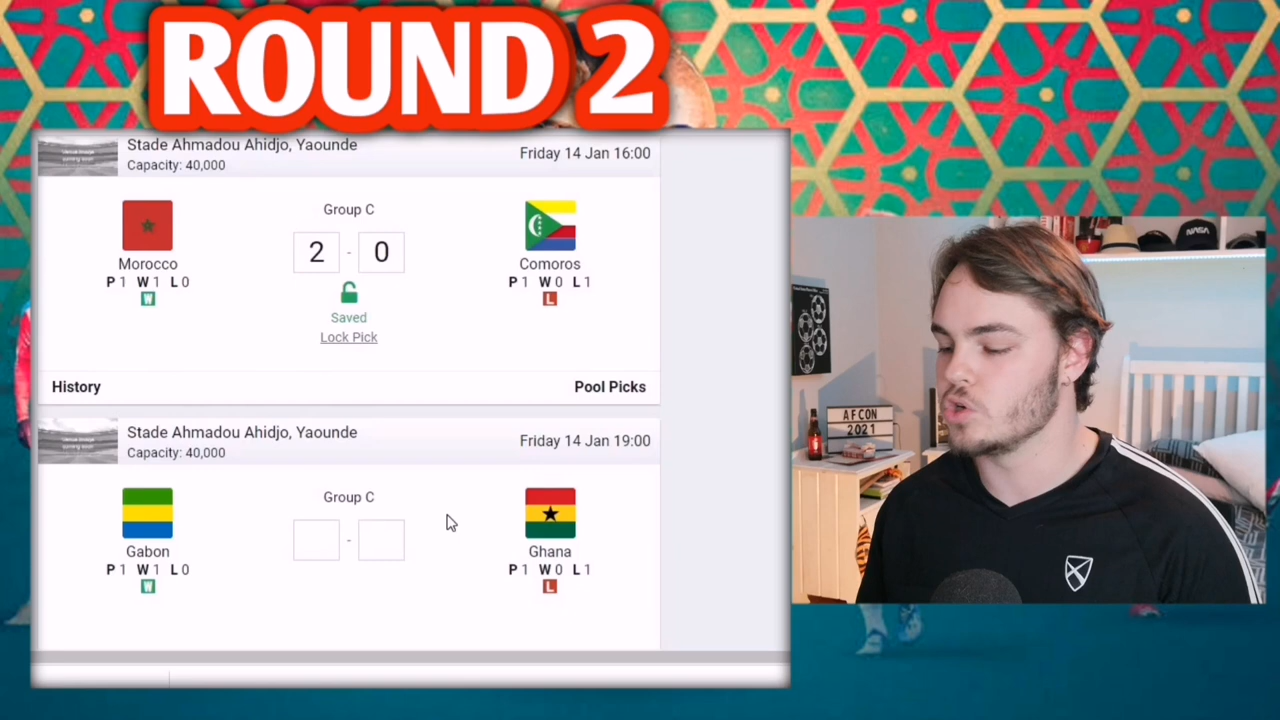 ROUND 2
Stade Ahmadou Ahidjo, Yaounde
Capacity: 40,000
Friday 14 Jan 16:00
Group C
2 - 0
Morocco
Comoros
P 1 W 1 L 0
P 1 W 0 L 1
W
L
Saved
Lock Pick
History
Pool Picks
Stade Ahmadou Ahidjo, Yaounde
Capacity: 40,000
Friday 14 Jan 19:00
Group C
-
Gabon
Ghana
P 1 W 1 L 0
P 1 W 0 L 1
W
L
NASA
AFCON
2021